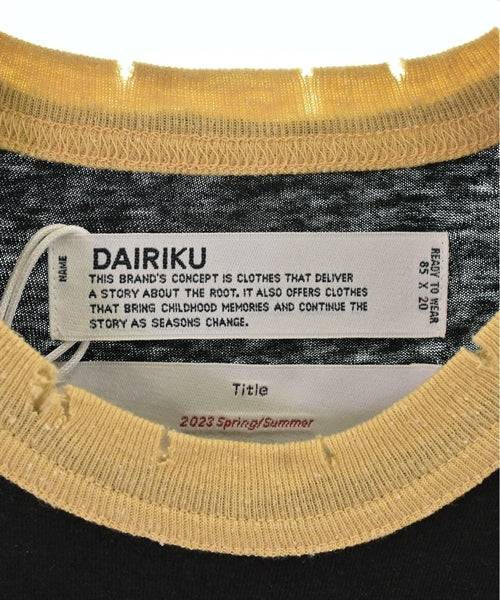 NAME
DAIRIKU
THIS BRAND'S CONCEPT IS CLOTHES THAT DELIVER
A STORY ABOUT THE ROOT. IT ALSO OFFERS CLOTHES
THAT BRING CHILDHOOD MEMORIES AND CONTINUE THE
STORY AS SEASONS CHANGE.
READY TO WEAR
85 X 20
Title
2023 Spring/Summer